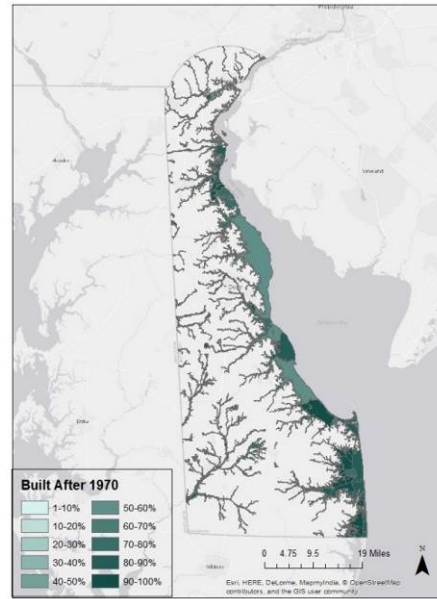 Philadelphia
Vineland
Dover
Easton
Built After 1970
1-10%
10-20%
20-30%
30-40%
40-50%
50-60%
60-70%
70-80%
80-90%
90-100%
0 4.75 9.5 19 Miles
N
Esri, HERE, DeLorme, MapmyIndia, © OpenStreetMap
contributors, and the GIS user community